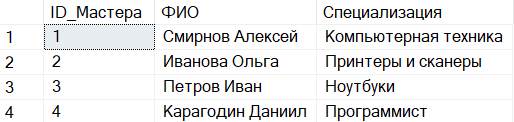 ID_Мастера ФИО Специализация
1 1 Смирнов Алексей Компьютерная техника
2 2 Иванова Ольга Принтеры и сканеры
3 3 Петров Иван Ноутбуки
4 4 Карагодин Даниил Программист